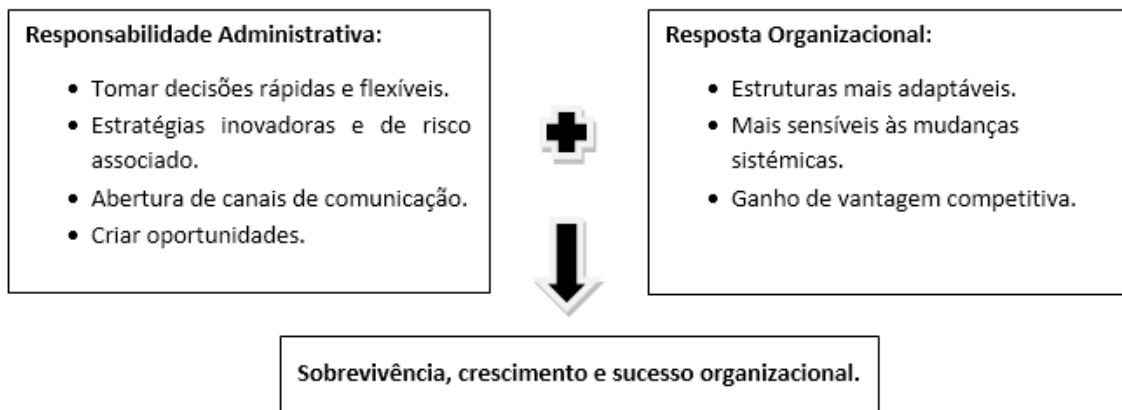 Responsabilidade Administrativa:
• Tomar decisões rápidas e flexíveis.
• Estratégias inovadoras e de risco
associado.
• Abertura de canais de comunicação.
• Criar oportunidades.
Resposta Organizacional:
• Estruturas mais adaptáveis.
• Mais sensíveis às mudanças
sistémicas.
• Ganho de vantagem competitiva.
Sobrevivência, crescimento e sucesso organizacional.